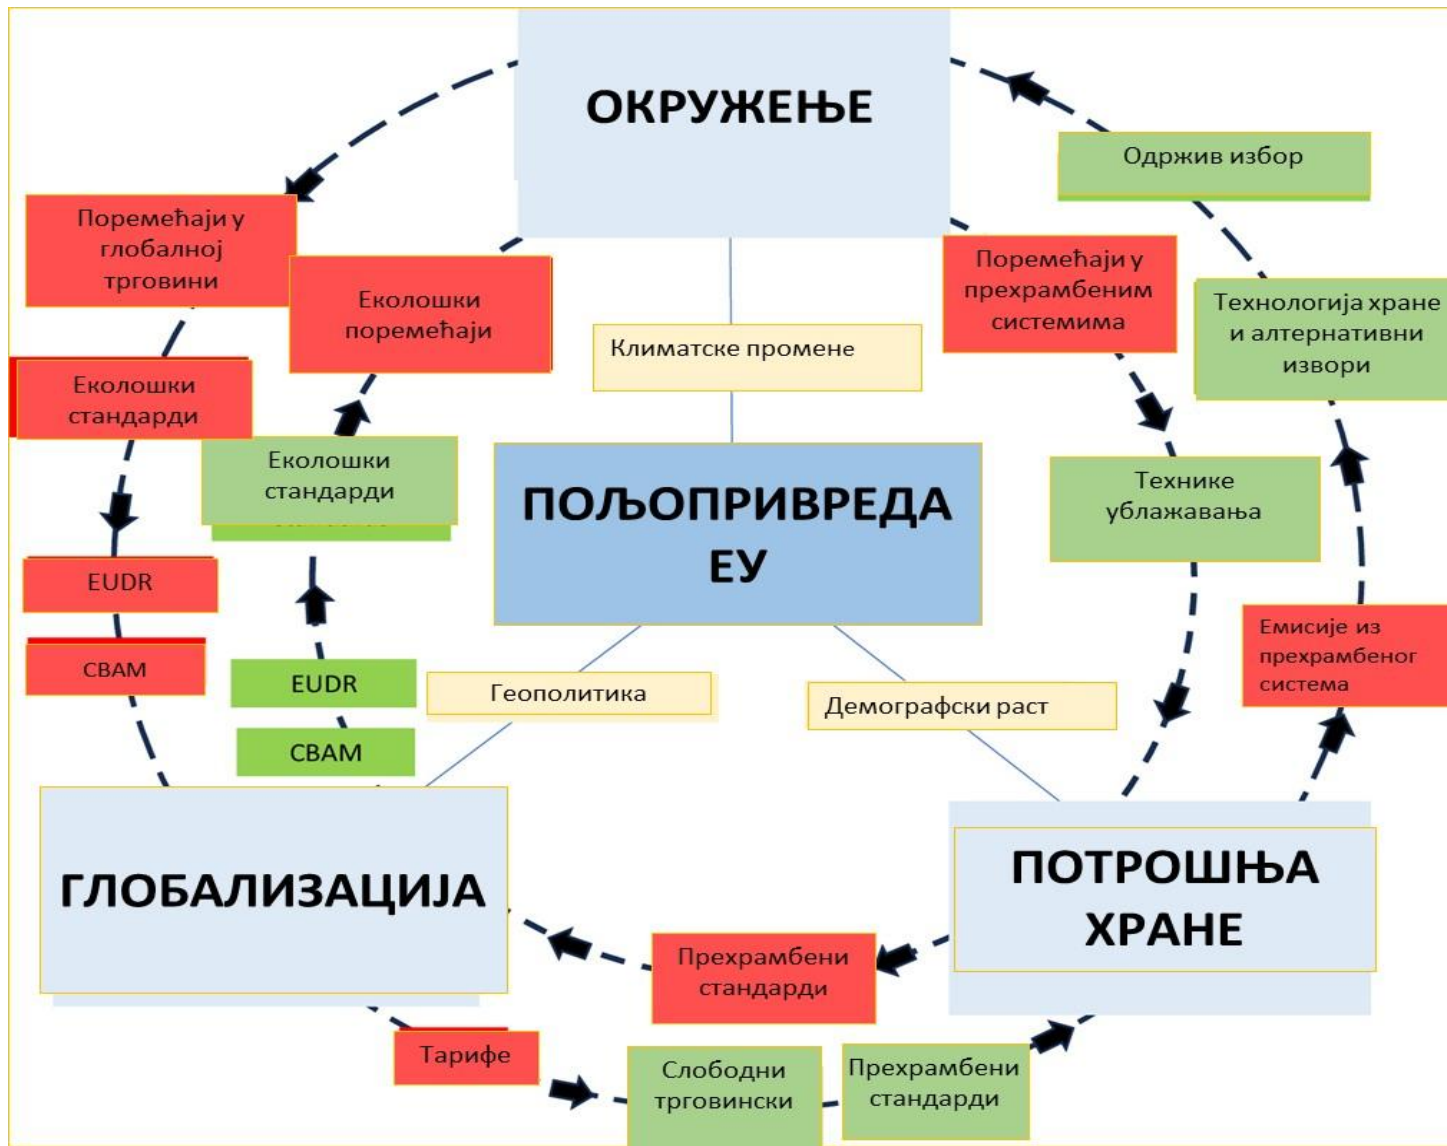 ОКРУЖЕЊЕ
Одржив избор
Поремећаји у
глобалној
трговини
Еколошки
поремећаји
Поремећаји у
прехрамбеним
системима
Технологија хране
и алтернативни
извори
Климатске промене
Еколошки
стандарди
Еколошки
стандарди
ПОЉОПРИВРЕДА
ЕУ
Технике
ублажавања
EUDR
CBAM
EUDR
CBAM
Геополитика
Демографски раст
Емисије из
прехрамбеног
система
ГЛОБАЛИЗАЦИЈА
ПОТРОШЊА
ХРАНЕ
Прехрамбени
стандарди
Тарифе
Слободни
трговински
Прехрамбени
стандарди